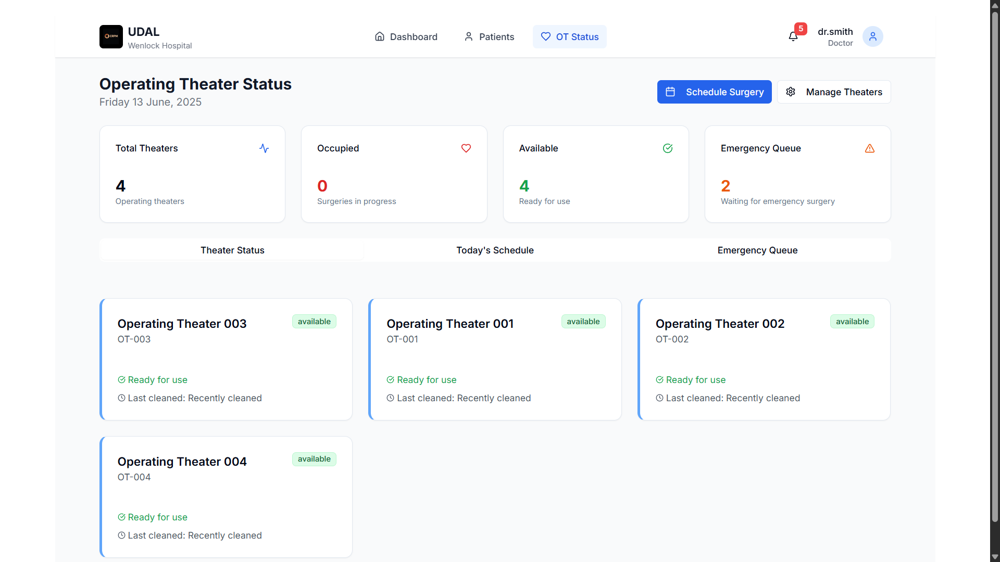 CRPM
UDAL
Wenlock Hospital
Dashboard
Patients
OT Status
5
dr.smith
Doctor
Operating Theater Status
Friday 13 June, 2025
Schedule Surgery
Manage Theaters
Total Theaters
4
Operating theaters
Occupied
0
Surgeries in progress
Available
4
Ready for use
Emergency Queue
2
Waiting for emergency surgery
Theater Status
Today's Schedule
Emergency Queue
Operating Theater 003
available
OT-003
Ready for use
Last cleaned: Recently cleaned
Operating Theater 001
available
OT-001
Ready for use
Last cleaned: Recently cleaned
Operating Theater 002
available
OT-002
Ready for use
Last cleaned: Recently cleaned
Operating Theater 004
available
OT-004
Ready for use
Last cleaned: Recently cleaned